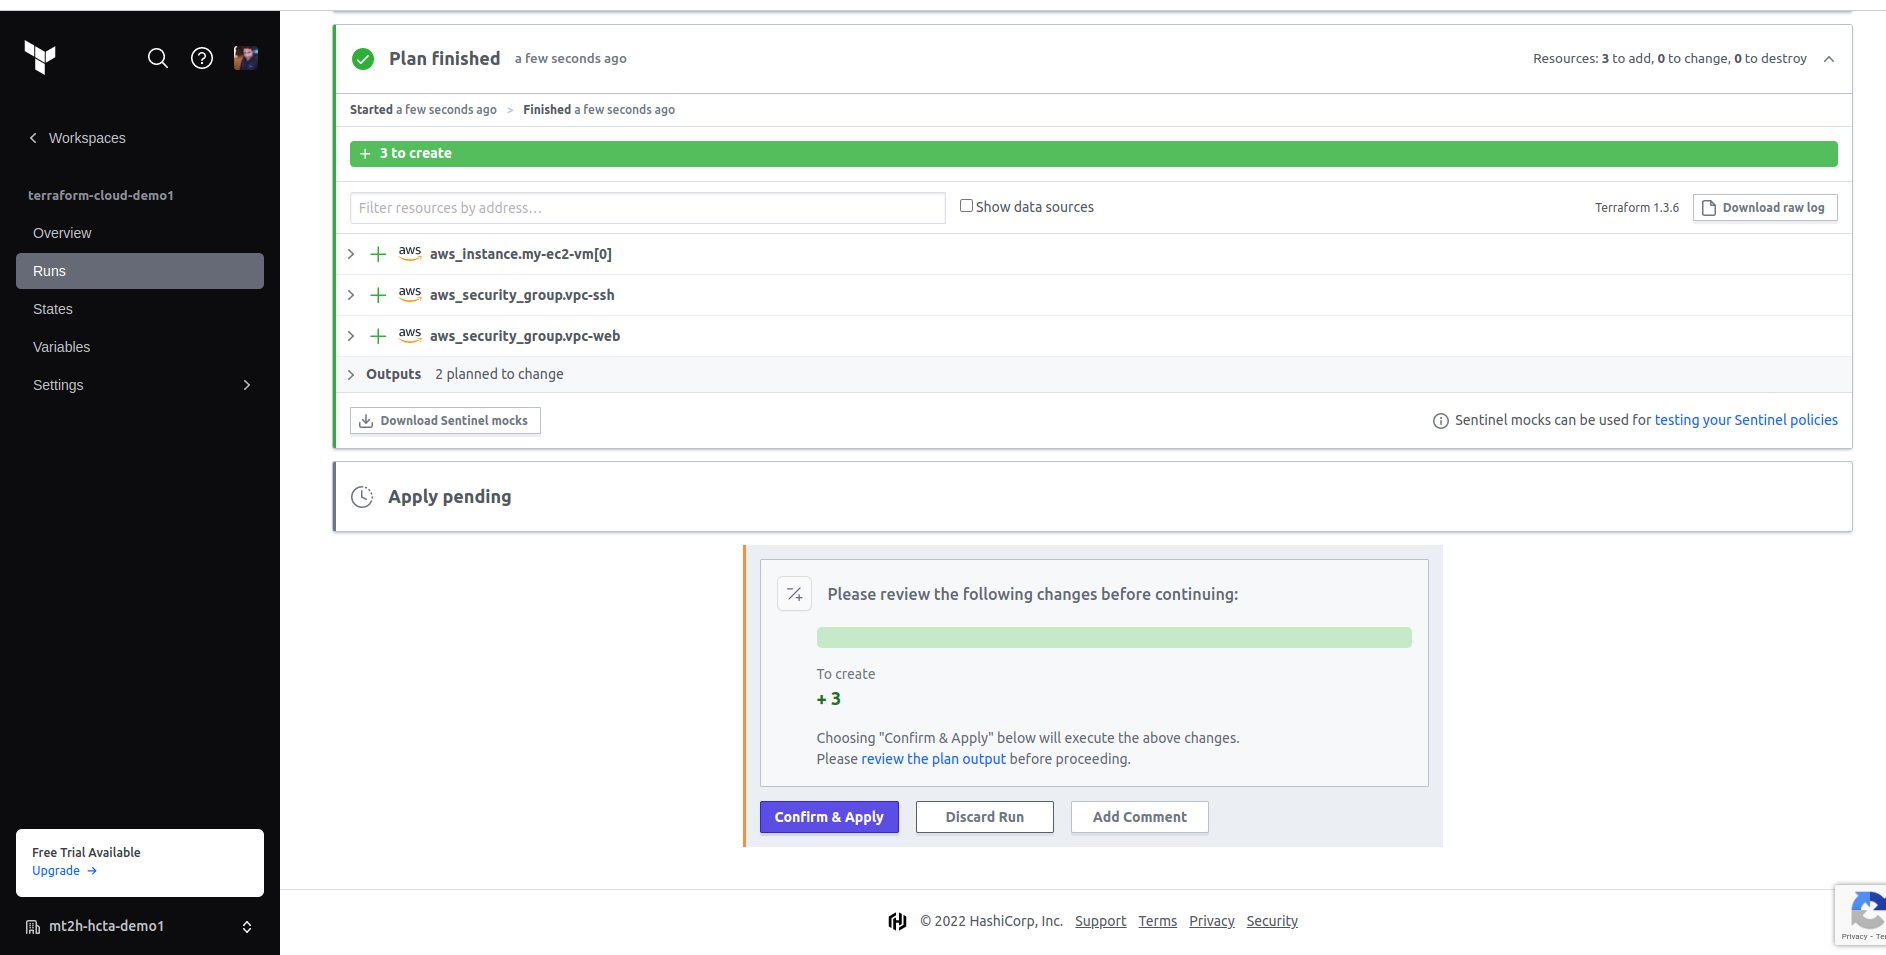 Plan finished a few seconds ago Resources: 3 to add, 0 to change, 0 to destroy
Started a few seconds ago > Finished a few seconds ago
+ 3 to create
Filter resources by address... Show data sources Terraform 1.3.6 Download raw log
aws aws_instance.my-ec2-vm[0]
aws aws_security_group.vpc-ssh
aws aws_security_group.vpc-web
Outputs 2 planned to change
Download Sentinel mocks Sentinel mocks can be used for testing your Sentinel policies
Apply pending
Please review the following changes before continuing:
To create
+ 3
Choosing "Confirm & Apply" below will execute the above changes.
Please review the plan output before proceeding.
Confirm & Apply Discard Run Add Comment
Workspaces
terraform-cloud-demo1
Overview
Runs
States
Variables
Settings
Free Trial Available
Upgrade →
mt2h-hcta-demo1
© 2022 HashiCorp, Inc. Support Terms Privacy Security
Privacy -